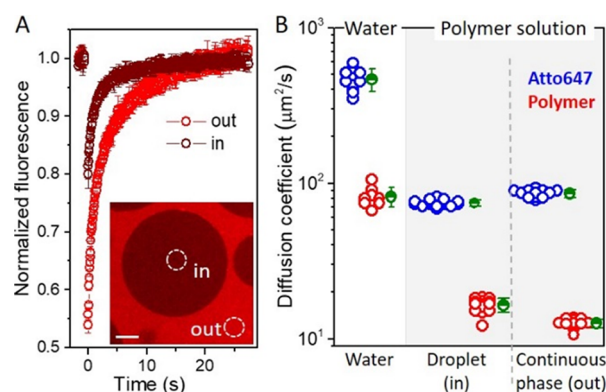 A
Normalized fluorescence
1.0
0.9
0.8
0.7
0.6
0.5
out
in
in
out
0
10
20
Time (s)
B
Water
Polymer solution
Diffusion coefficient (μm²/s)
10³
10²
10¹
Atto647
Polymer
Water
Droplet
(in)
Continuous
phase (out)